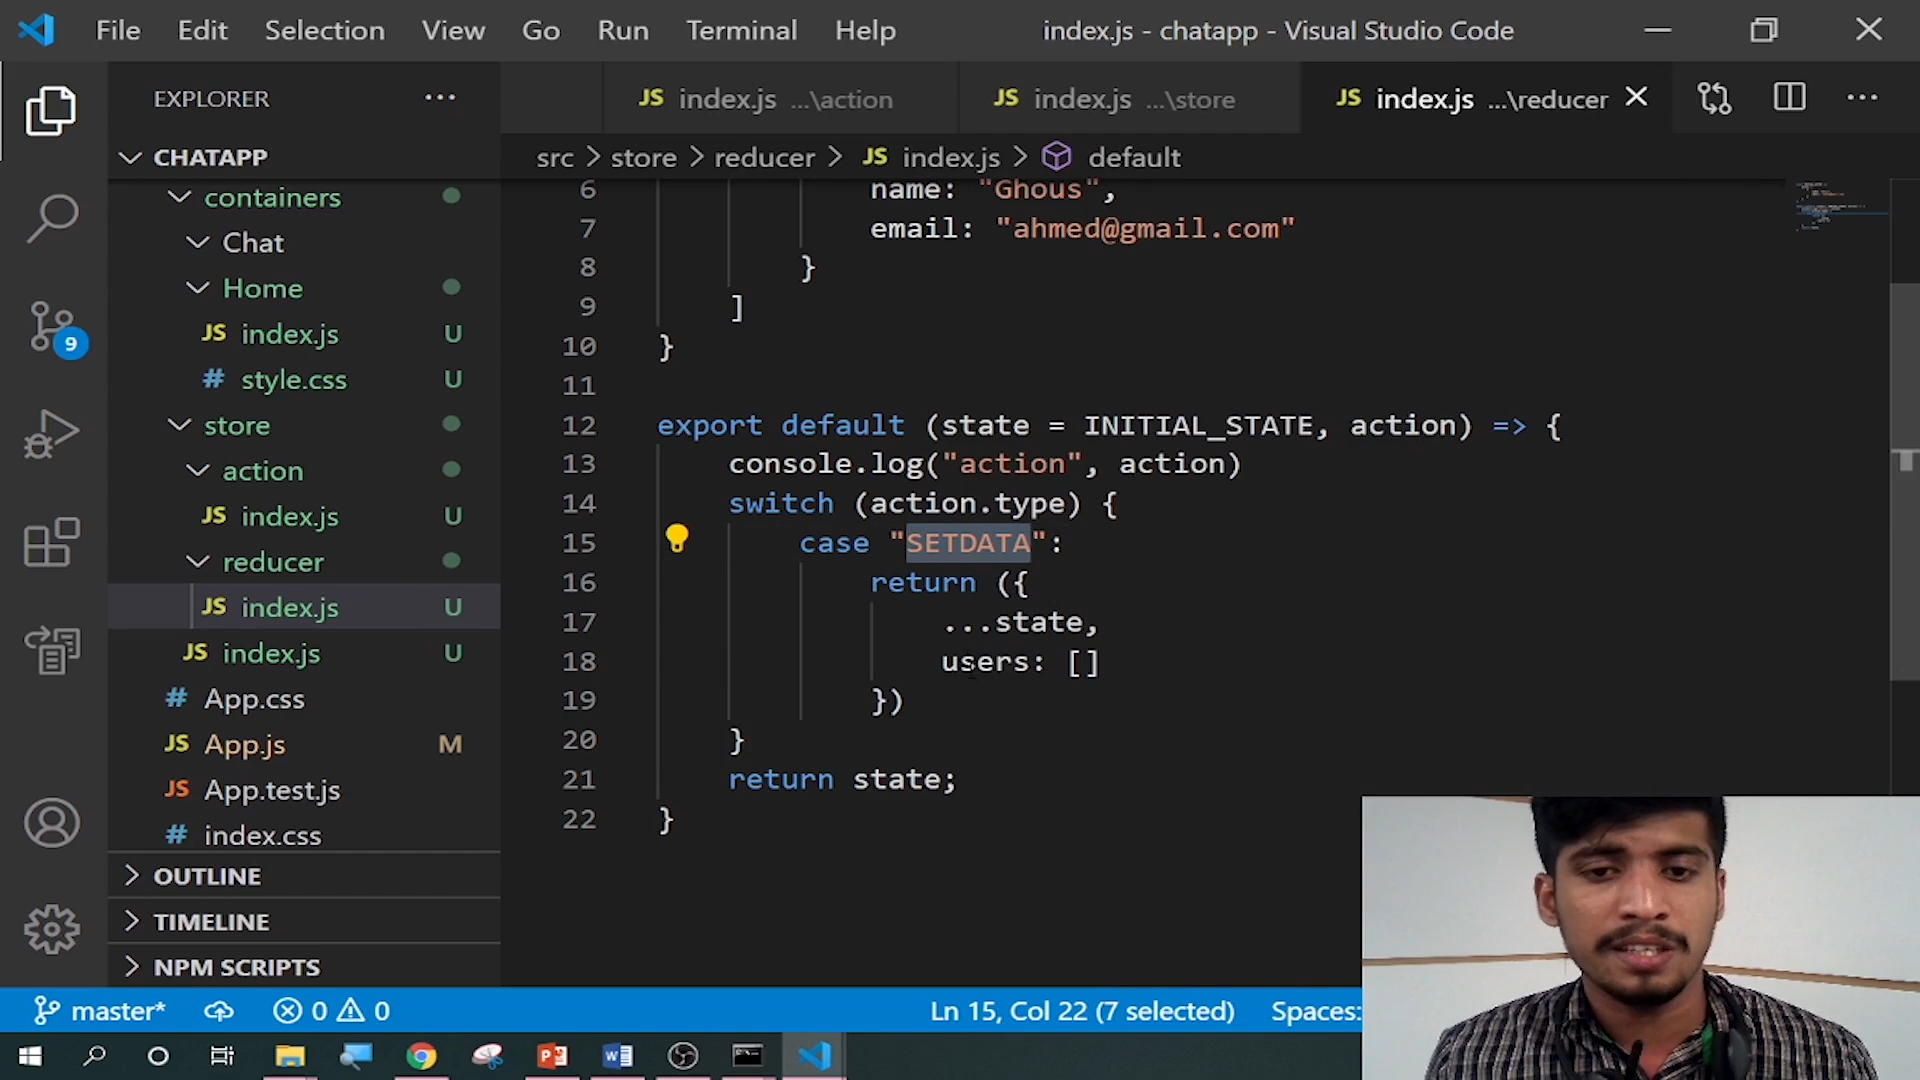 File Edit Selection View Go Run Terminal Help index.js - chatapp - Visual Studio Code
EXPLORER ...
JS index.js ...\action JS index.js ...\store JS index.js ...\reducer
CHATAPP
src > store > reducer > JS index.js > default
containers
Chat
Home
JS index.js U
# style.css U
store
action
JS index.js U
reducer
JS index.js U
JS index.js U
# App.css
JS App.js M
JS App.test.js
# index.css
OUTLINE
TIMELINE
NPM SCRIPTS
9
6 name: "Ghous",
7 email: "ahmed@gmail.com"
8 }
9 ]
10 }
11
12 export default (state = INITIAL_STATE, action) => {
13 console.log("action", action)
14 switch (action.type) {
15 case "SETDATA":
16 return ({
17 ...state,
18 users: []
19 })
20 }
21 return state;
22 }
master* 0 0 Ln 15, Col 22 (7 selected) Spaces: